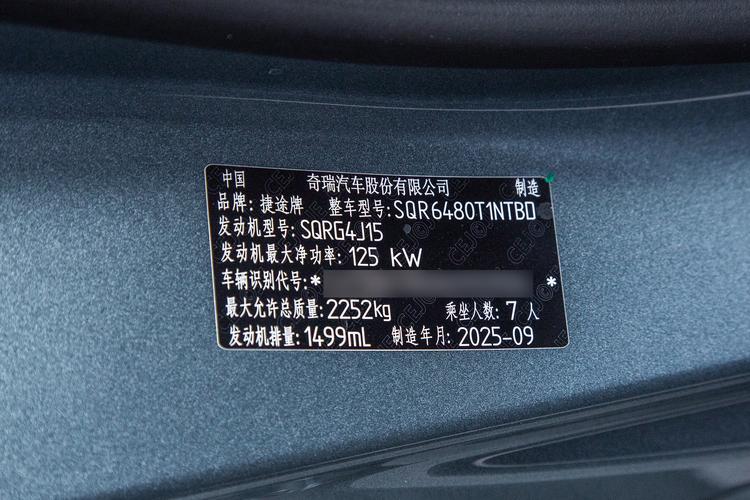 中国 奇瑞汽车股份有限公司 制造
品牌: 捷途牌 整车型号: SQR6480T1NTBD
发动机型号: SQRG4J15
发动机最大净功率: 125 kW
车辆识别代号: * *
最大允许总质量: 2252kg 乘坐人数: 7 人
发动机排量: 1499mL 制造年月: 2025-09